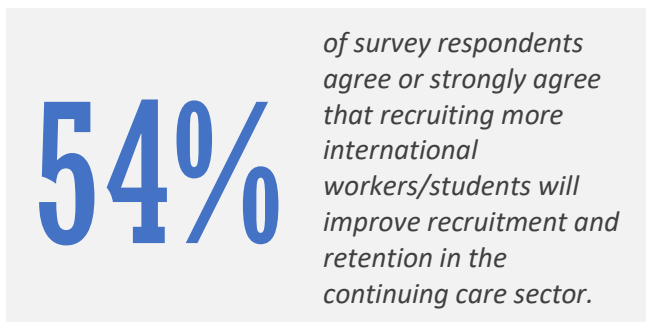 54%
of survey respondents
agree or strongly agree
that recruiting more
international
workers/students will
improve recruitment and
retention in the
continuing care sector.